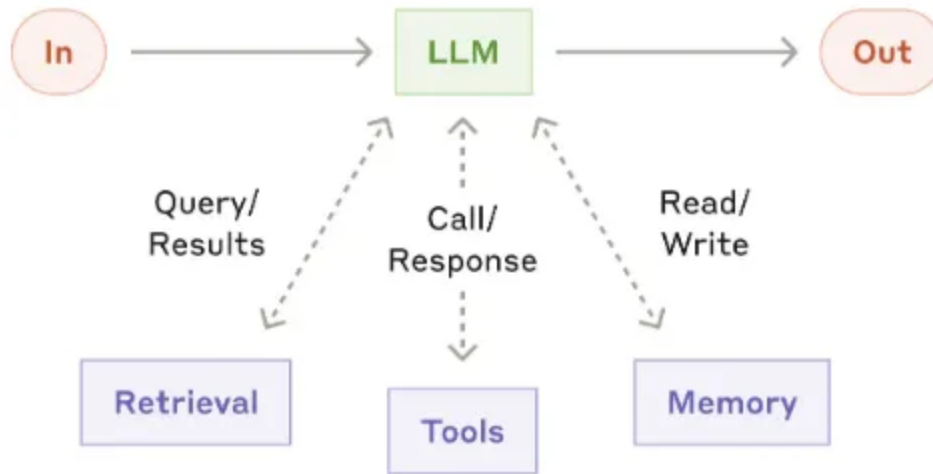 In
LLM
Out
Query/
Results
Call/
Response
Read/
Write
Retrieval
Tools
Memory